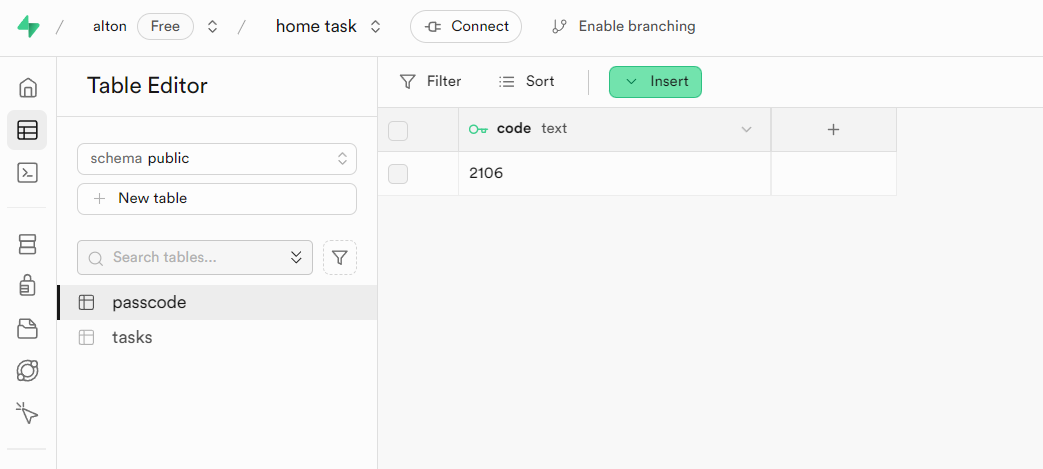 / alton Free / home task Connect Enable branching
Table Editor
Filter Sort Insert
schema public
New table
Search tables...
passcode
tasks
code text +
2106